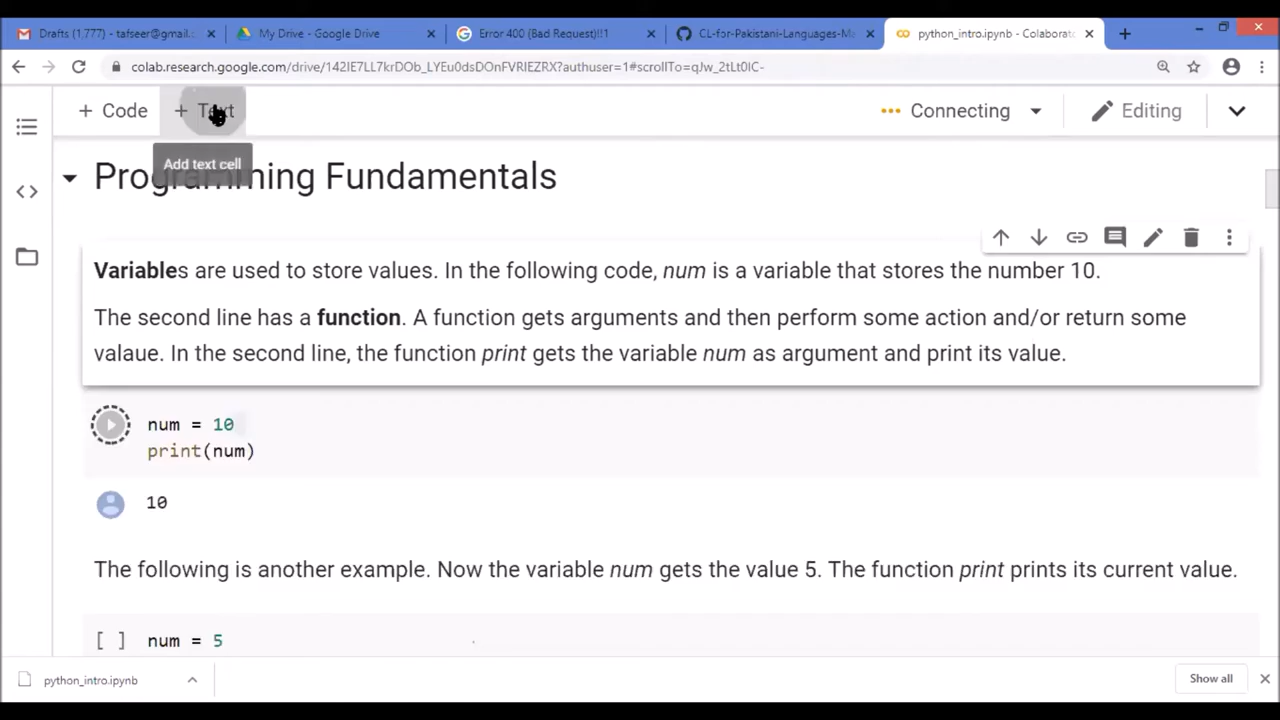 Drafts (1,777) - tafseer@gmail.c
My Drive - Google Drive
Error 400 (Bad Request)!!1
CL-for-Pakistani-Languages-Ma
python_intro.ipynb - Colaborato
colab.research.google.com/drive/142IE7LL7krDOb_LYEu0dsDOnFVRIEZRX?authuser=1#scrollTo=qJw_2tLt0lC-
+ Code
+ Text
Connecting
Editing
Add text cell
Programming Fundamentals
Variables are used to store values. In the following code, num is a variable that stores the number 10.
The second line has a function. A function gets arguments and then perform some action and/or return some
valaue. In the second line, the function print gets the variable num as argument and print its value.
num = 10
print(num)
10
The following is another example. Now the variable num gets the value 5. The function print prints its current value.
[ ] num = 5
python_intro.ipynb
Show all